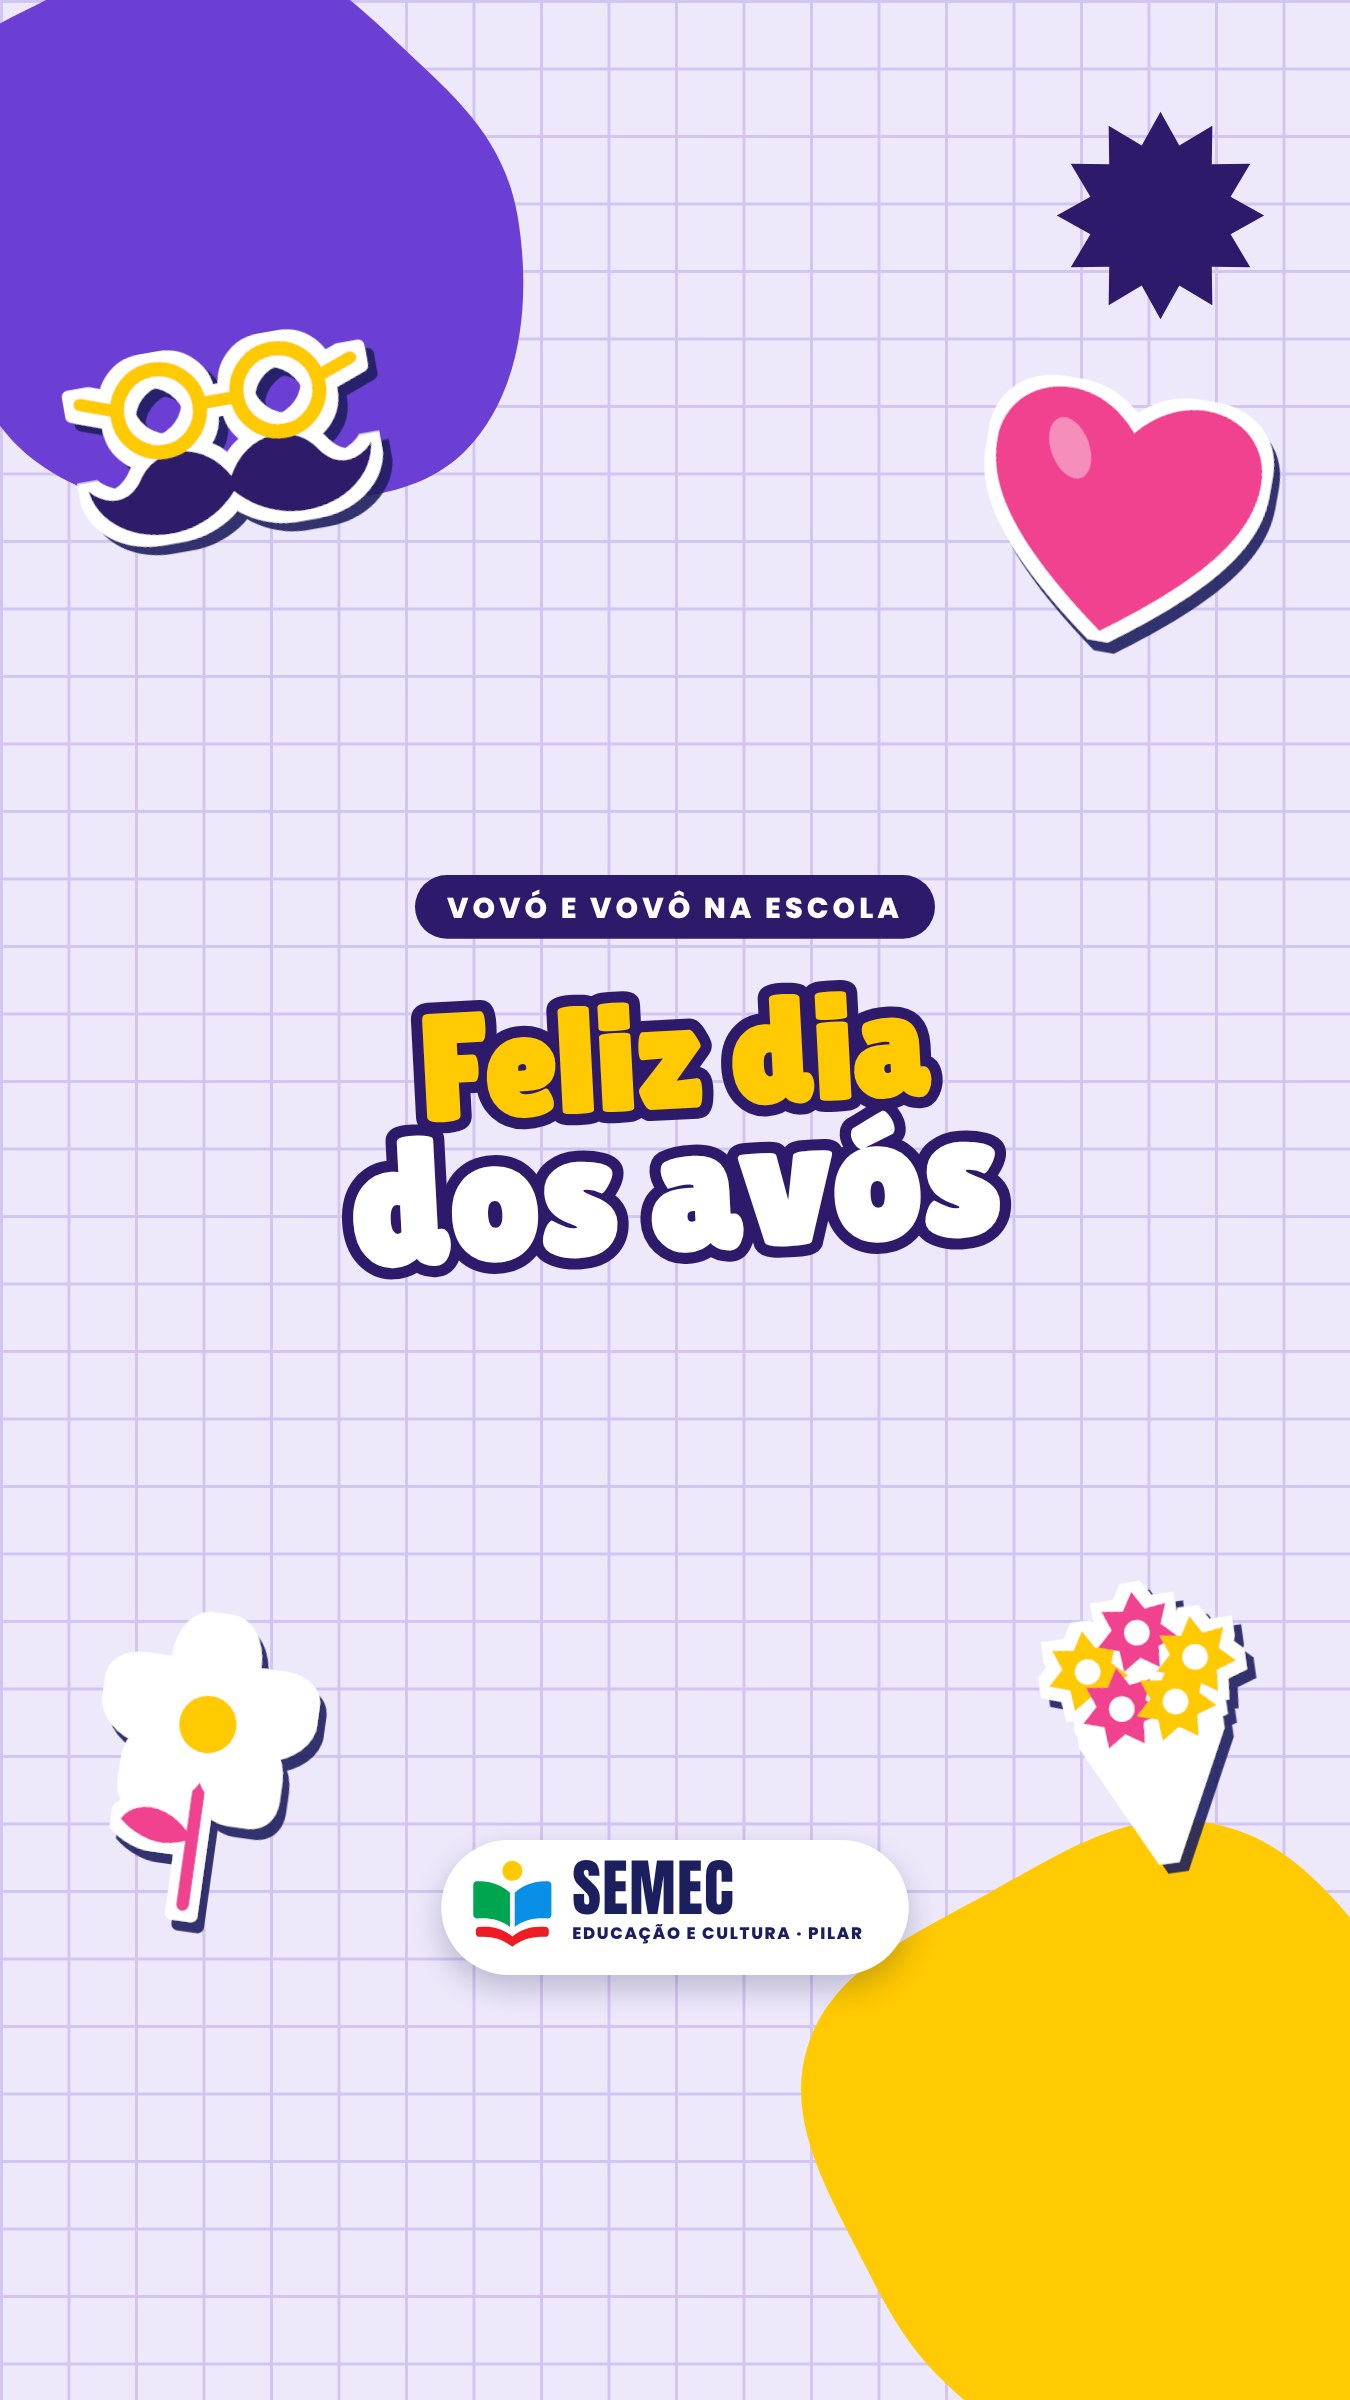 VOVÓ E VOVÔ NA ESCOLA
Feliz dia
dos avós
SEMEC
EDUCAÇÃO E CULTURA · PILAR